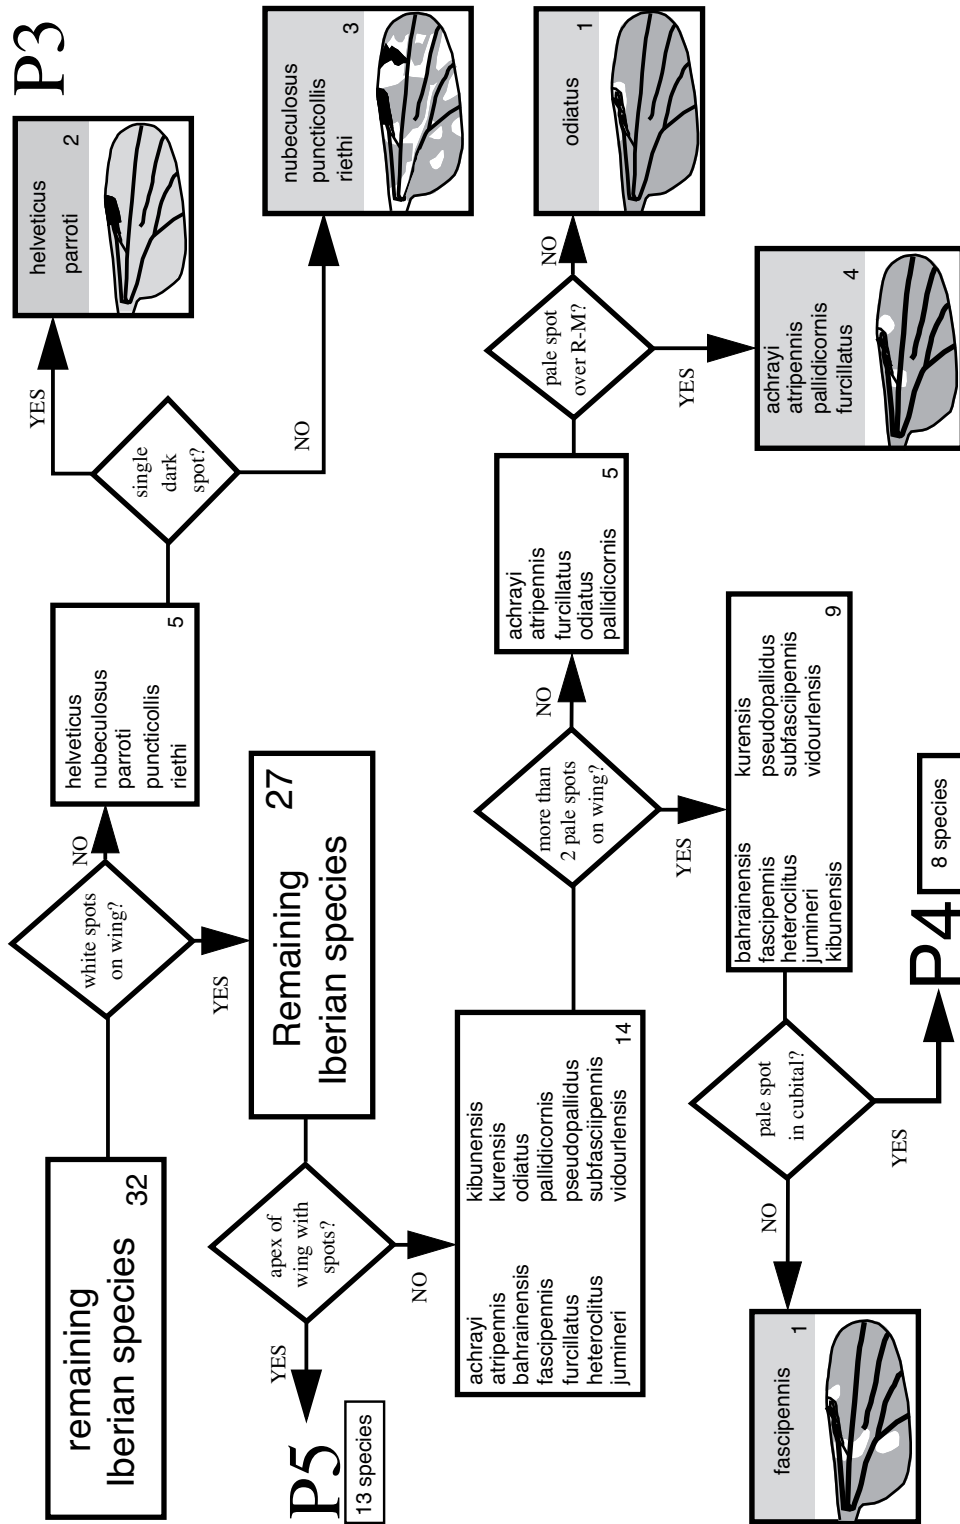 P3
remaining
Iberian species
32
white spots
on wing?
NO
YES
helveticus
nubeculosus
parroti
puncticollis
riethi
5
single
dark
spot?
YES
NO
helveticus
parroti
2
nubeculosus
puncticollis
riethi
3
Remaining
Iberian species
27
apex of
wing with
spots?
YES
P5
13 species
NO
achrayi
atripennis
bahrainensis
fascipennis
furcillatus
heteroclitus
jumineri
kibunensis
kurensis
odiatus
pallidicornis
pseudopallidus
subfasciipennis
vidourlensis
14
more than
2 pale spots
on wing?
NO
YES
achrayi
atripennis
furcillatus
odiatus
pallidicornis
5
pale spot
over R-M?
NO
YES
odiatus
1
achrayi
atripennis
pallidicornis
furcillatus
4
bahrainensis
fascipennis
heteroclitus
jumineri
kibunensis
kurensis
pseudopallidus
subfasciipennis
vidourlensis
9
pale spot
in cubital?
NO
YES
fascipennis
1
P4
8 species